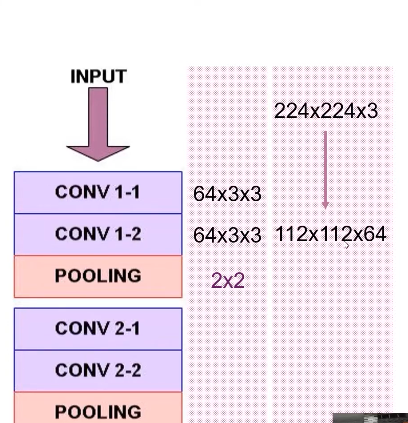 INPUT
224x224x3
CONV 1-1 64x3x3
CONV 1-2 64x3x3 112x112x64
POOLING 2x2
CONV 2-1
CONV 2-2
POOLING